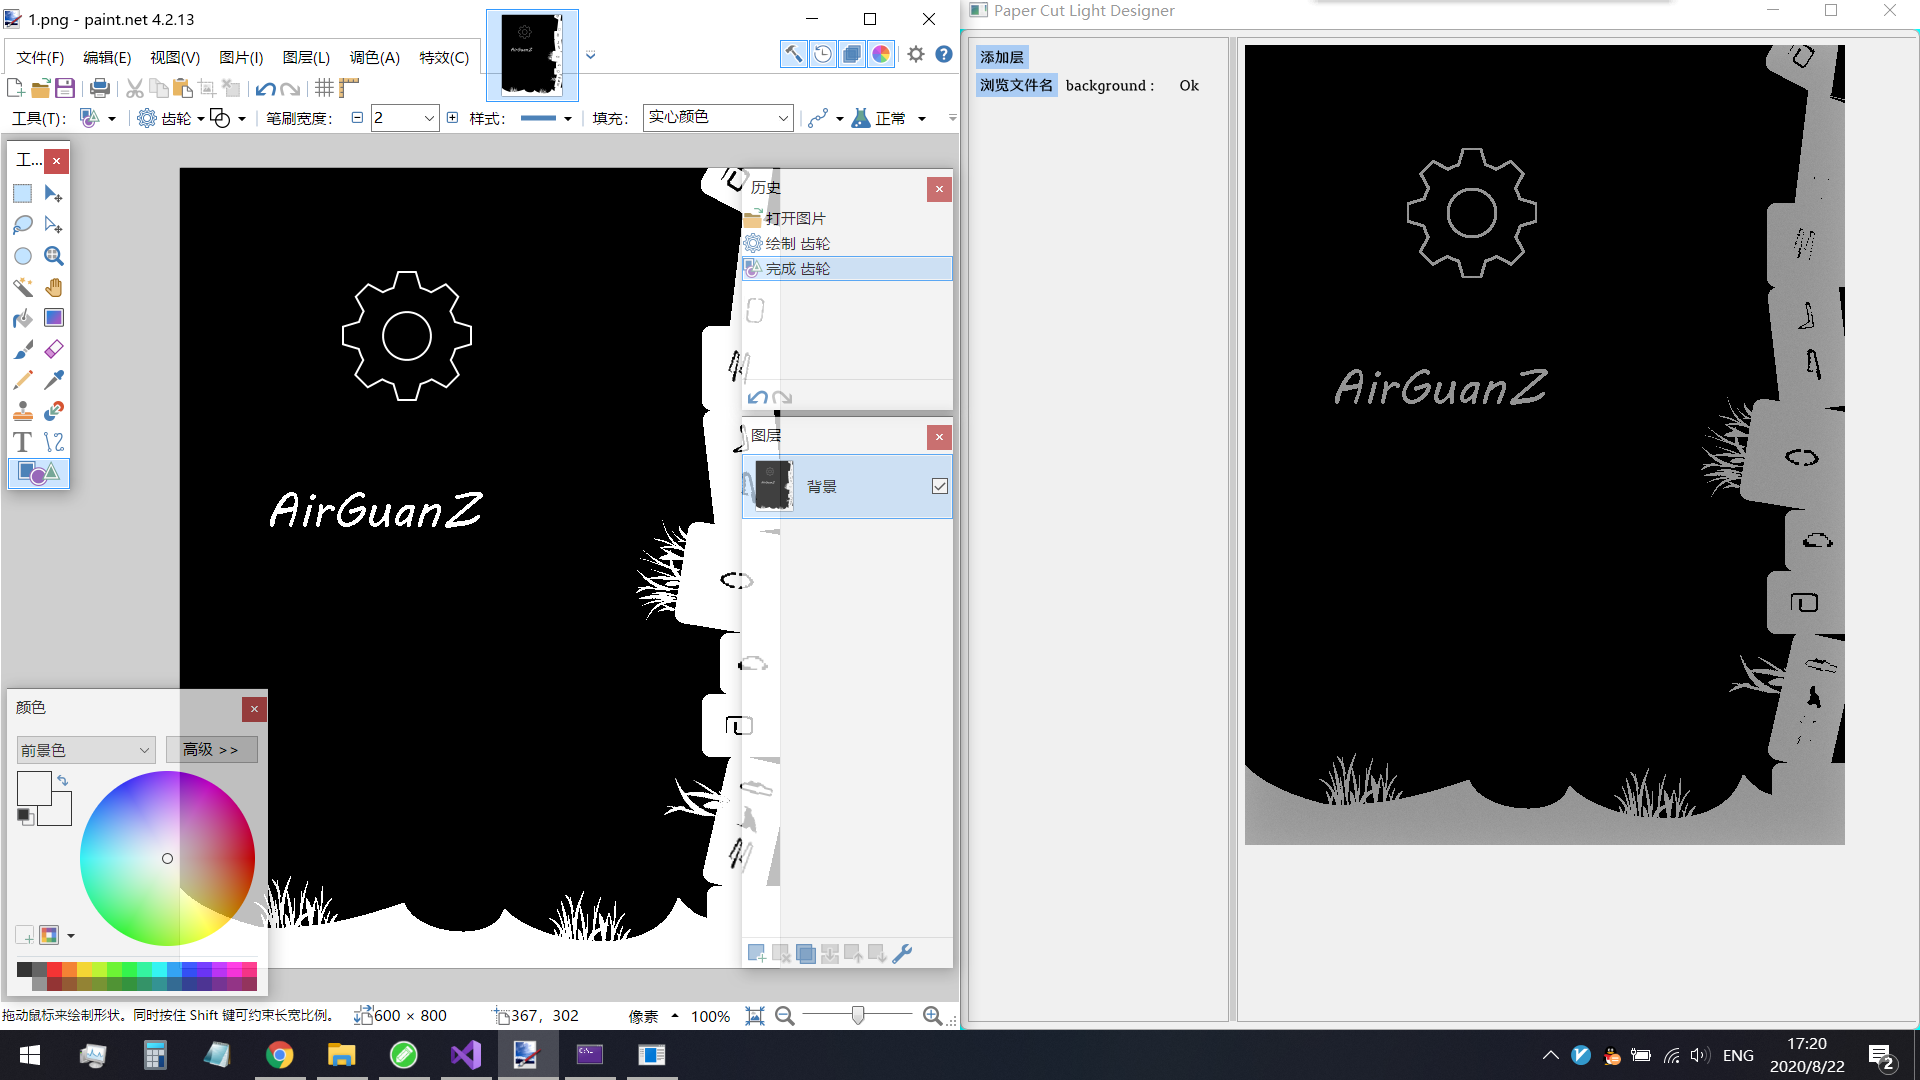 1.png - paint.net 4.2.13
文件(F) 编辑(E) 视图(V) 图片(I) 图层(L) 调色(A) 特效(C)
工具(T): 齿轮 笔刷宽度: 2 样式: 填充: 实心颜色 正常
工...
历史
打开图片
绘制 齿轮
完成 齿轮
图层
背景
AirGuanZ
颜色
前景色 高级 >>
拖动鼠标来绘制形状。同时按住 Shift 键可约束长宽比例。 600 × 800 367, 302 像素 100%
Paper Cut Light Designer
添加层
浏览文件名 background : Ok
AirGuanZ
ENG
17:20
2020/8/22
2